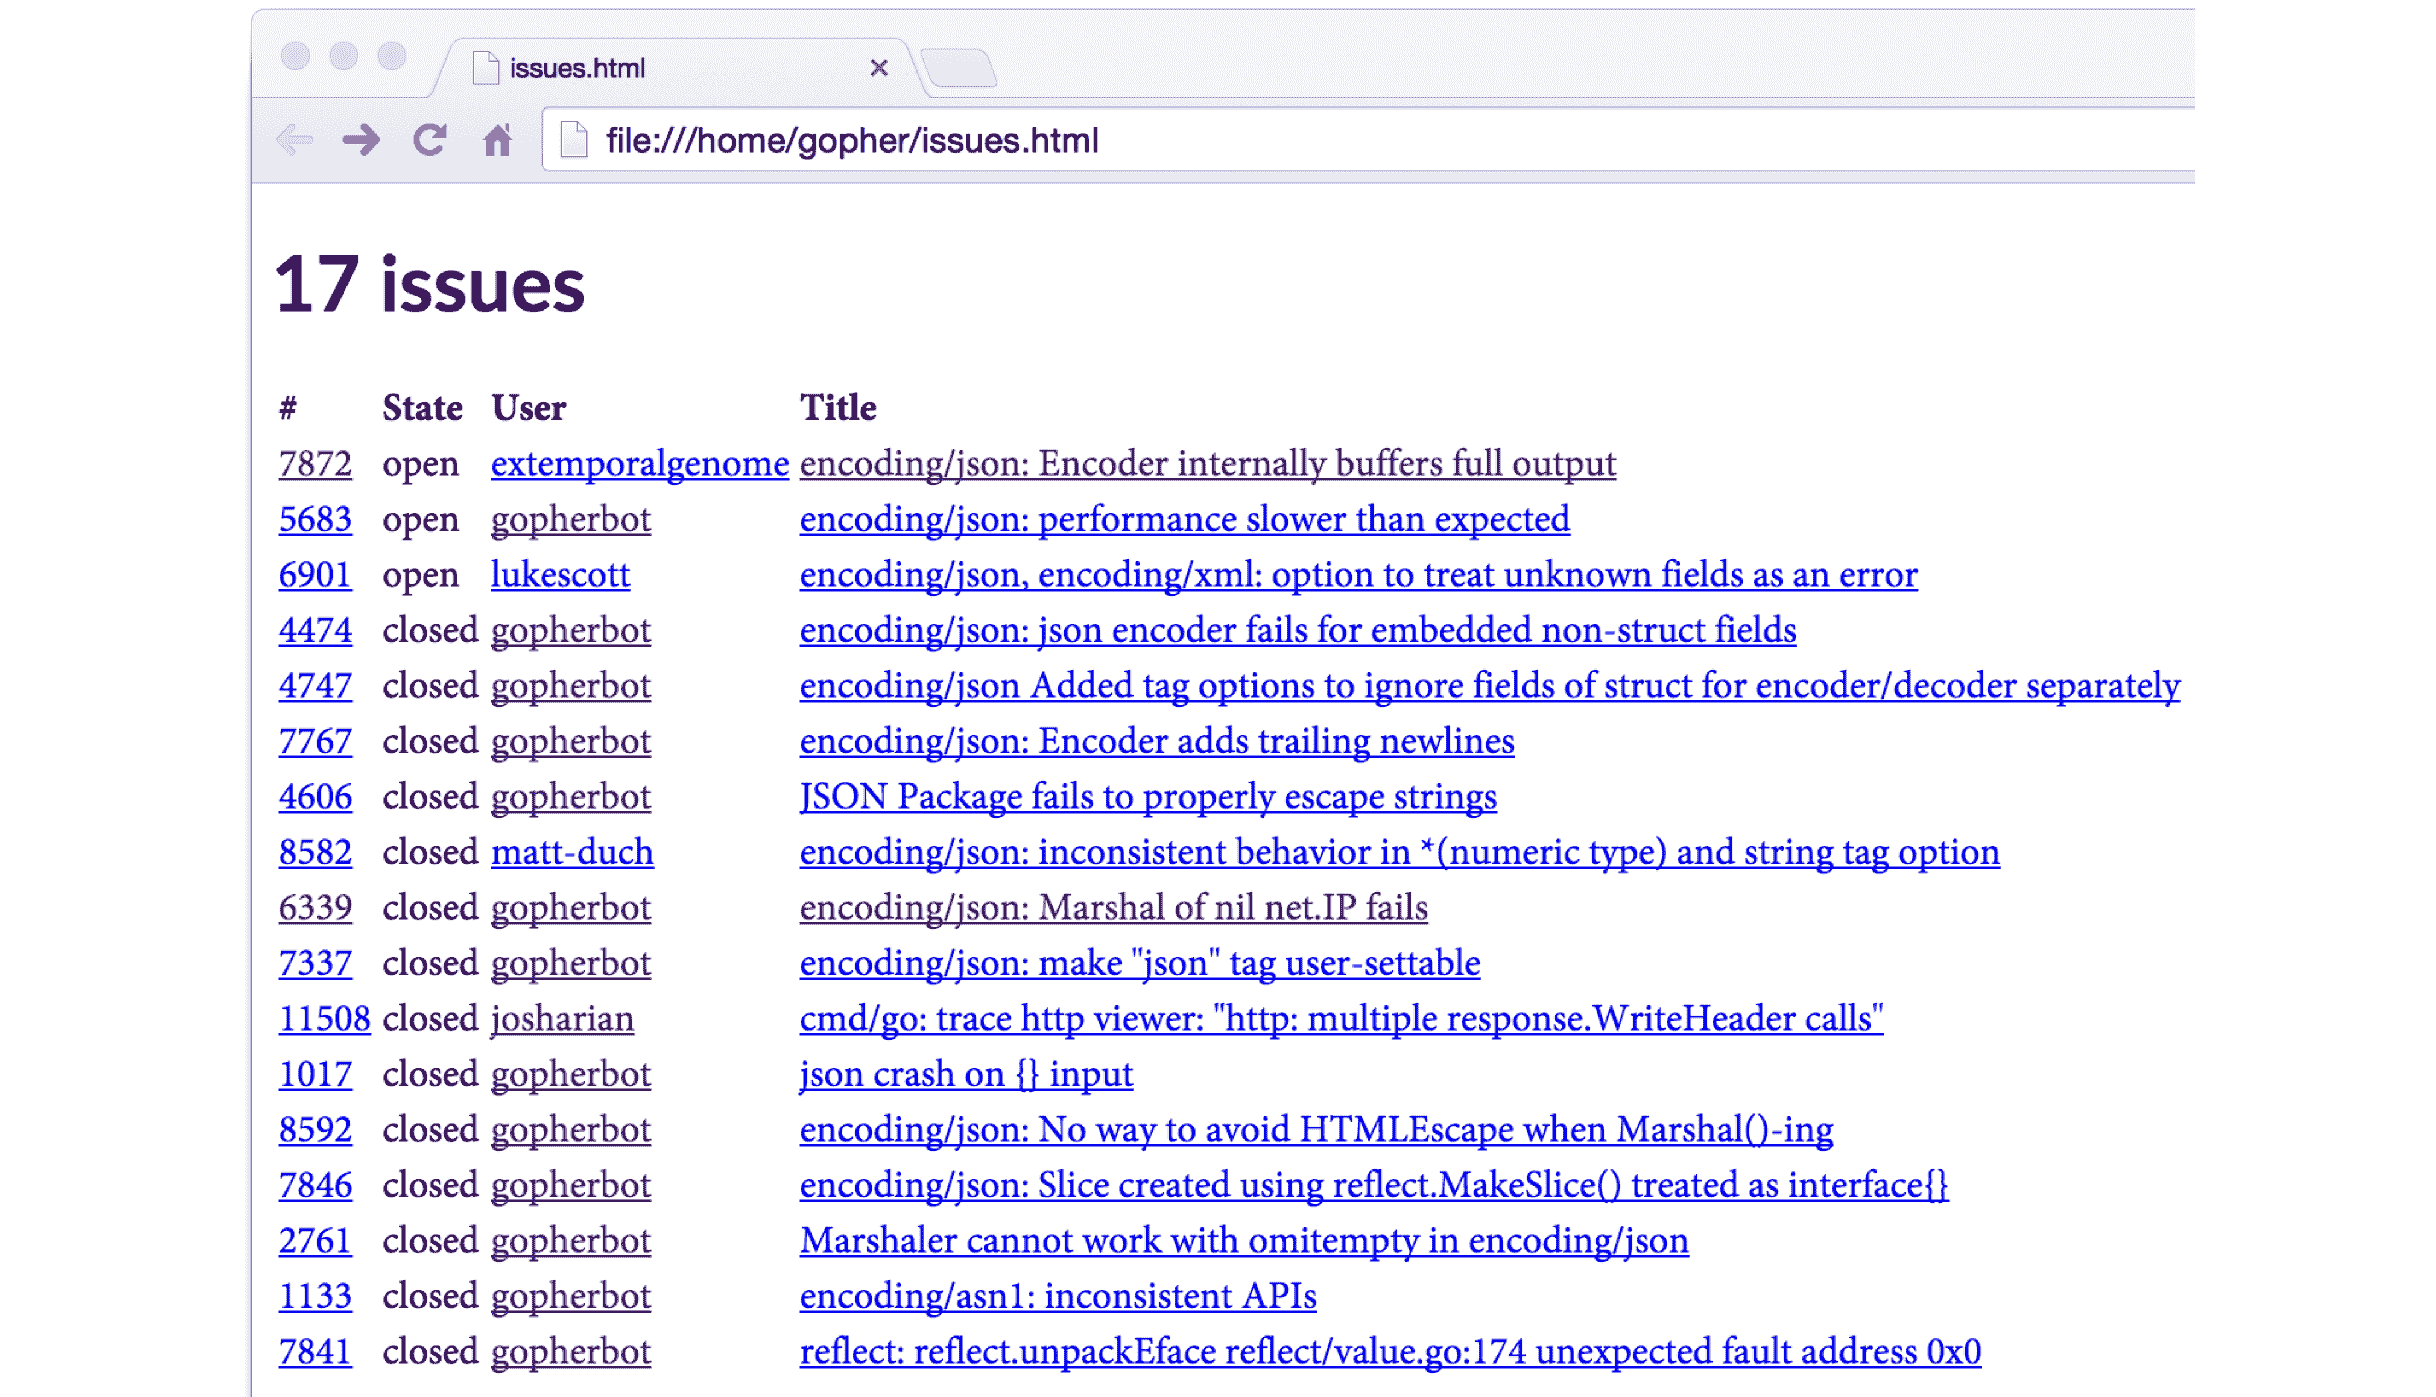 issues.html
file:///home/gopher/issues.html
17 issues
# State User Title
7872 open extemporalgenome encoding/json: Encoder internally buffers full output
5683 open gopherbot encoding/json: performance slower than expected
6901 open lukescott encoding/json, encoding/xml: option to treat unknown fields as an error
4474 closed gopherbot encoding/json: json encoder fails for embedded non-struct fields
4747 closed gopherbot encoding/json Added tag options to ignore fields of struct for encoder/decoder separately
7767 closed gopherbot encoding/json: Encoder adds trailing newlines
4606 closed gopherbot JSON Package fails to properly escape strings
8582 closed matt-duch encoding/json: inconsistent behavior in *(numeric type) and string tag option
6339 closed gopherbot encoding/json: Marshal of nil net.IP fails
7337 closed gopherbot encoding/json: make "json" tag user-settable
11508 closed josharian cmd/go: trace http viewer: "http: multiple response.WriteHeader calls"
1017 closed gopherbot json crash on {} input
8592 closed gopherbot encoding/json: No way to avoid HTMLEscape when Marshal()-ing
7846 closed gopherbot encoding/json: Slice created using reflect.MakeSlice() treated as interface{}
2761 closed gopherbot Marshaler cannot work with omitempty in encoding/json
1133 closed gopherbot encoding/asn1: inconsistent APIs
7841 closed gopherbot reflect: reflect.unpackEface reflect/value.go:174 unexpected fault address 0x0